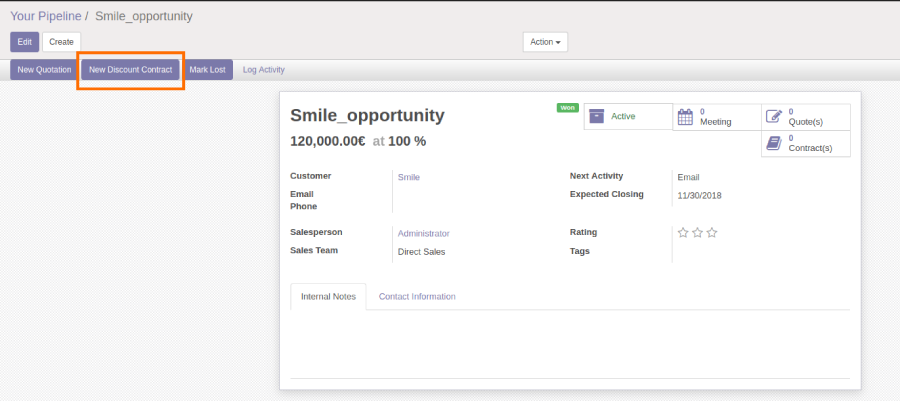 Your Pipeline / Smile_opportunity
Edit Create Action
New Quotation New Discount Contract Mark Lost Log Activity
Smile_opportunity
Won
Active
0 Meeting
0 Quote(s)
0 Contract(s)
120,000.00€ at 100 %
Customer Smile
Email
Phone
Next Activity Email
Expected Closing 11/30/2018
Salesperson Administrator
Sales Team Direct Sales
Rating
Tags
Internal Notes Contact Information